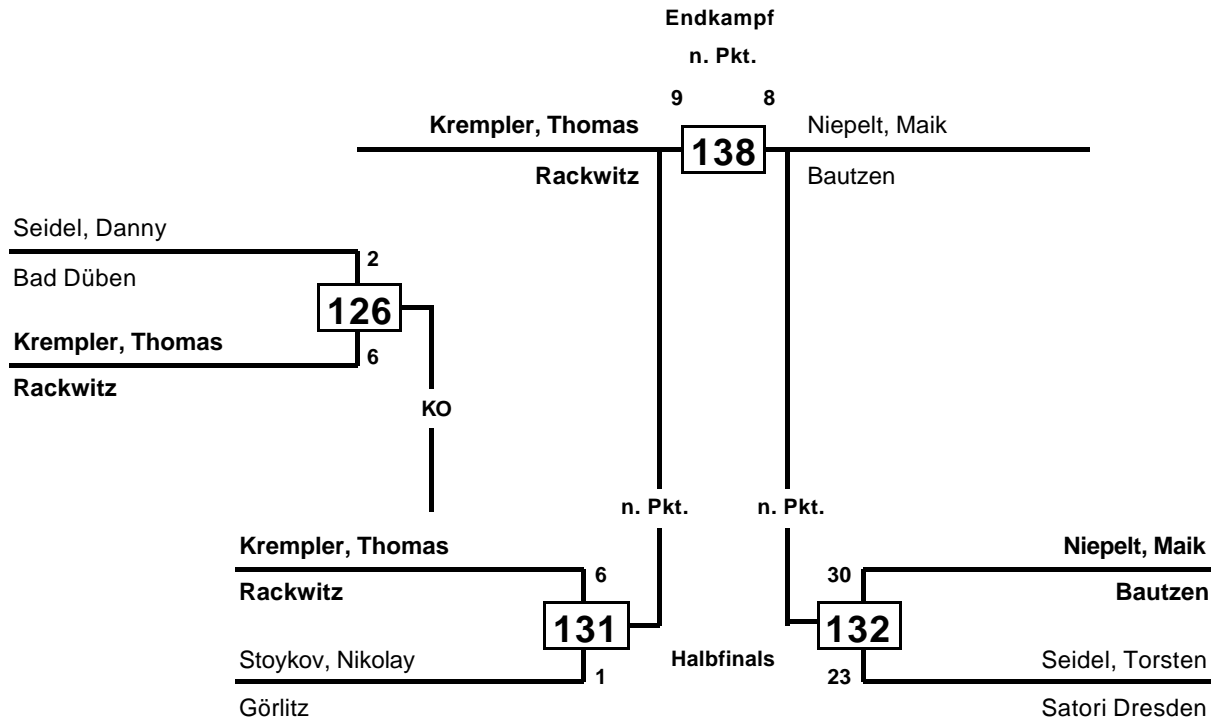 Endkampf
n. Pkt.
9 8
Krempler, Thomas 138 Niepelt, Maik
Rackwitz Bautzen
Seidel, Danny
2
Bad Düben
126
Krempler, Thomas
6
Rackwitz
KO
n. Pkt. n. Pkt.
Krempler, Thomas Niepelt, Maik
6 30
Rackwitz Bautzen
131 132
Stoykov, Nikolay Halbfinals Seidel, Torsten
1 23
Görlitz Satori Dresden